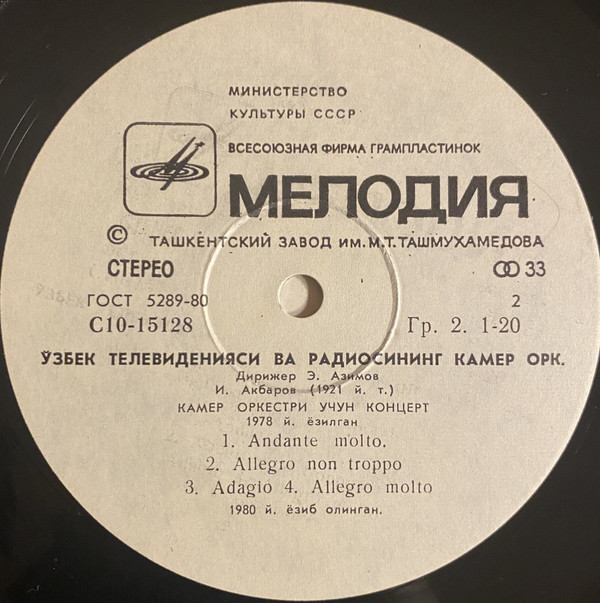 МИНИСТЕРСТВО
КУЛЬТУРЫ СССР
ВСЕСОЮЗНАЯ ФИРМА ГРАМПЛАСТИНОК
МЕЛОДИЯ
© ТАШКЕНТСКИЙ ЗАВОД ИМ. М.Т. ТАШМУХАМЕДОВА
СТЕРЕО 33
ГОСТ 5289-80 2
С10-15128 Гр. 2. 1-20
ЎЗБЕК ТЕЛЕВИДЕНИЯСИ ВА РАДИОСИНИНГ КАМЕР ОРК.
Дирижер Э. Азимов
И. Акбаров (1921 й. т.)
КАМЕР ОРКЕСТРИ УЧУН КОНЦЕРТ
1978 й. ёзилган
1. Andante molto.
2. Allegro non troppo
3. Adagio 4. Allegro molto
1980 й. ёзиб олинган.